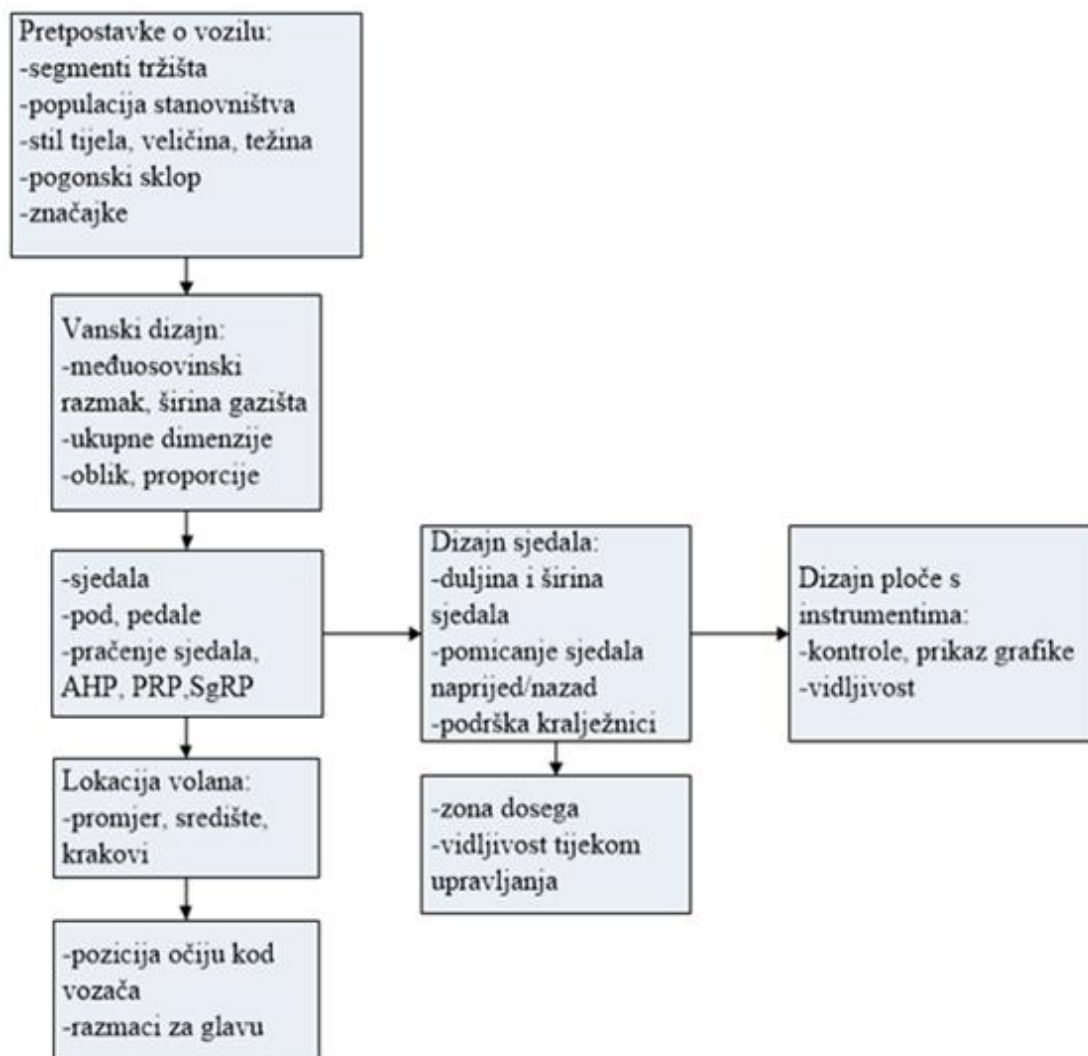 Pretpostavke o vozilu:
-segmenti tržišta
-populacija stanovništva
-stil tijela, veličina, težina
-pogonski sklop
-značajke
Vanski dizajn:
-međuosovinski
razmak, širina gazišta
-ukupne dimenzije
-oblik, proporcije
-sjedala
-pod, pedale
-pračenje sjedala,
AHP, PRP,SgRP
Dizajn sjedala:
-duljina i širina
sjedala
-pomicanje sjedala
naprijed/nazad
-podrška kralježnici
Dizajn ploče s
instrumentima:
-kontrole, prikaz grafike
-vidljivost
Lokacija volana:
-promjer, središte,
krakovi
-zona dosega
-vidljivost tijekom
upravljanja
-pozicija očiju kod
vozača
-razmaci za glavu